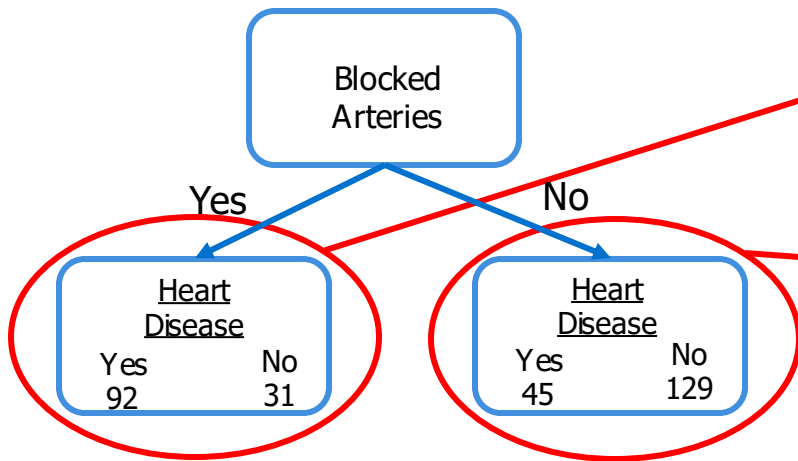 Blocked
Arteries
Yes
No
Heart
Disease
Yes No
92 31
Heart
Disease
Yes No
45 129